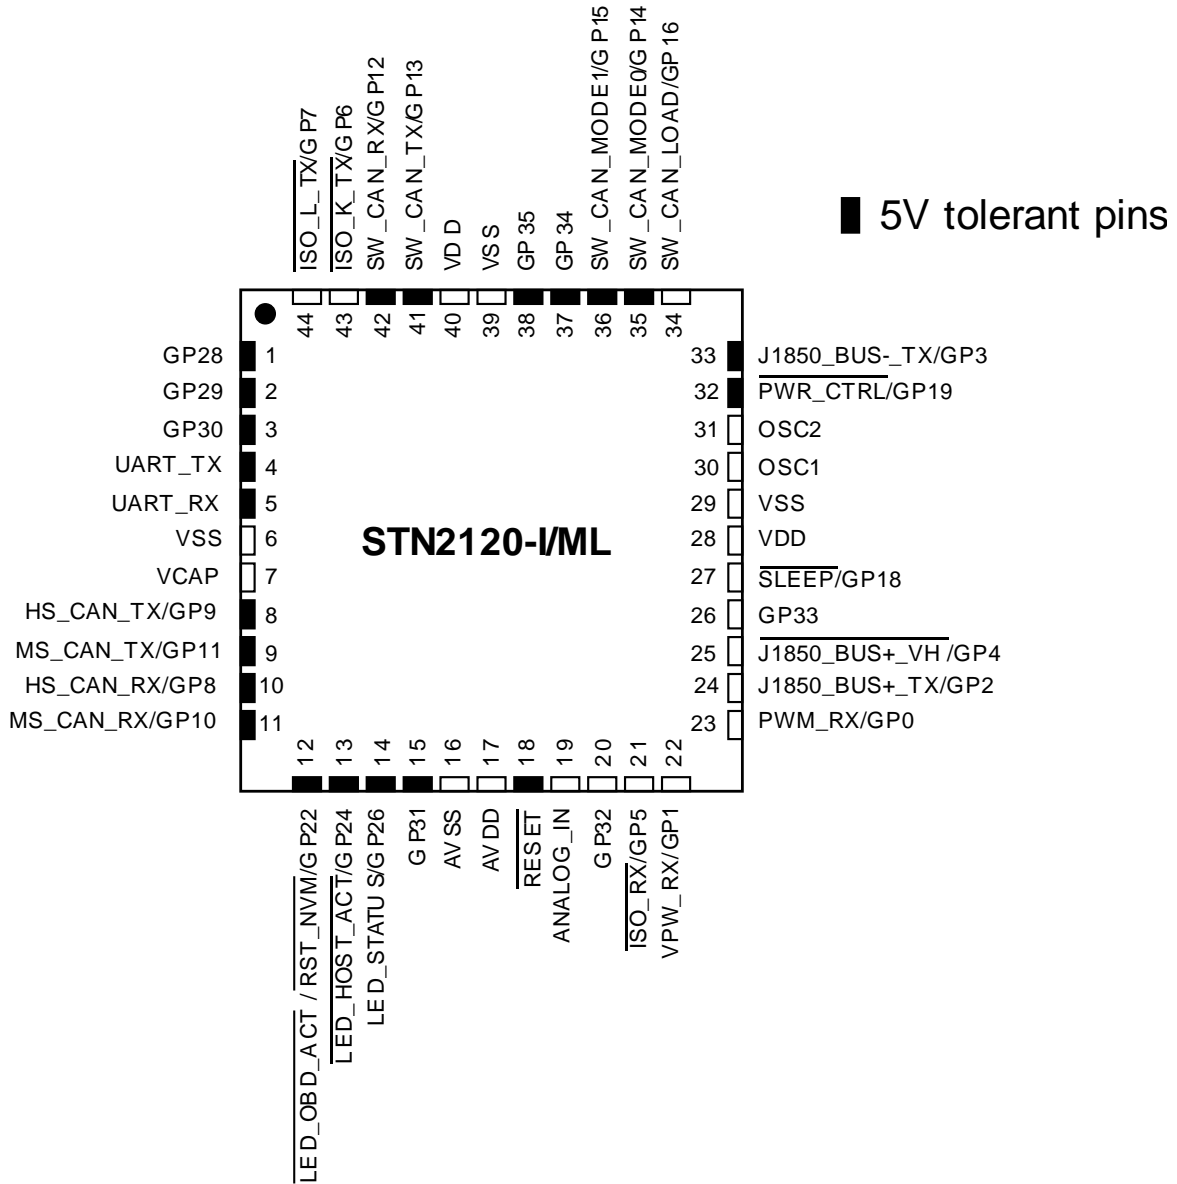 ISO_L_TX/GP7
ISO_K_TX/GP6
SW_CAN_RX/GP12
SW_CAN_TX/GP13
VDD
VSS
GP35
GP34
SW_CAN_MODE1/GP15
SW_CAN_MODE0/GP14
SW_CAN_LOAD/GP16
5V tolerant pins
44
43
42
41
40
39
38
37
36
35
34
GP28 1
GP29 2
GP30 3
UART_TX 4
UART_RX 5
VSS 6
VCAP 7
HS_CAN_TX/GP9 8
MS_CAN_TX/GP11 9
HS_CAN_RX/GP8 10
MS_CAN_RX/GP10 11
STN2120-I/ML
33 J1850_BUS-_TX/GP3
32 PWR_CTRL/GP19
31 OSC2
30 OSC1
29 VSS
28 VDD
27 SLEEP/GP18
26 GP33
25 J1850_BUS+_VH /GP4
24 J1850_BUS+_TX/GP2
23 PWM_RX/GP0
12
13
14
15
16
17
18
19
20
21
22
LED_OBD_ACT / RST_NVM/GP22
LED_HOST_ACT/GP24
LED_STATUS/GP26
GP31
AVSS
AVDD
RESET
ANALOG_IN
GP32
ISO_RX/GP5
VPW_RX/GP1